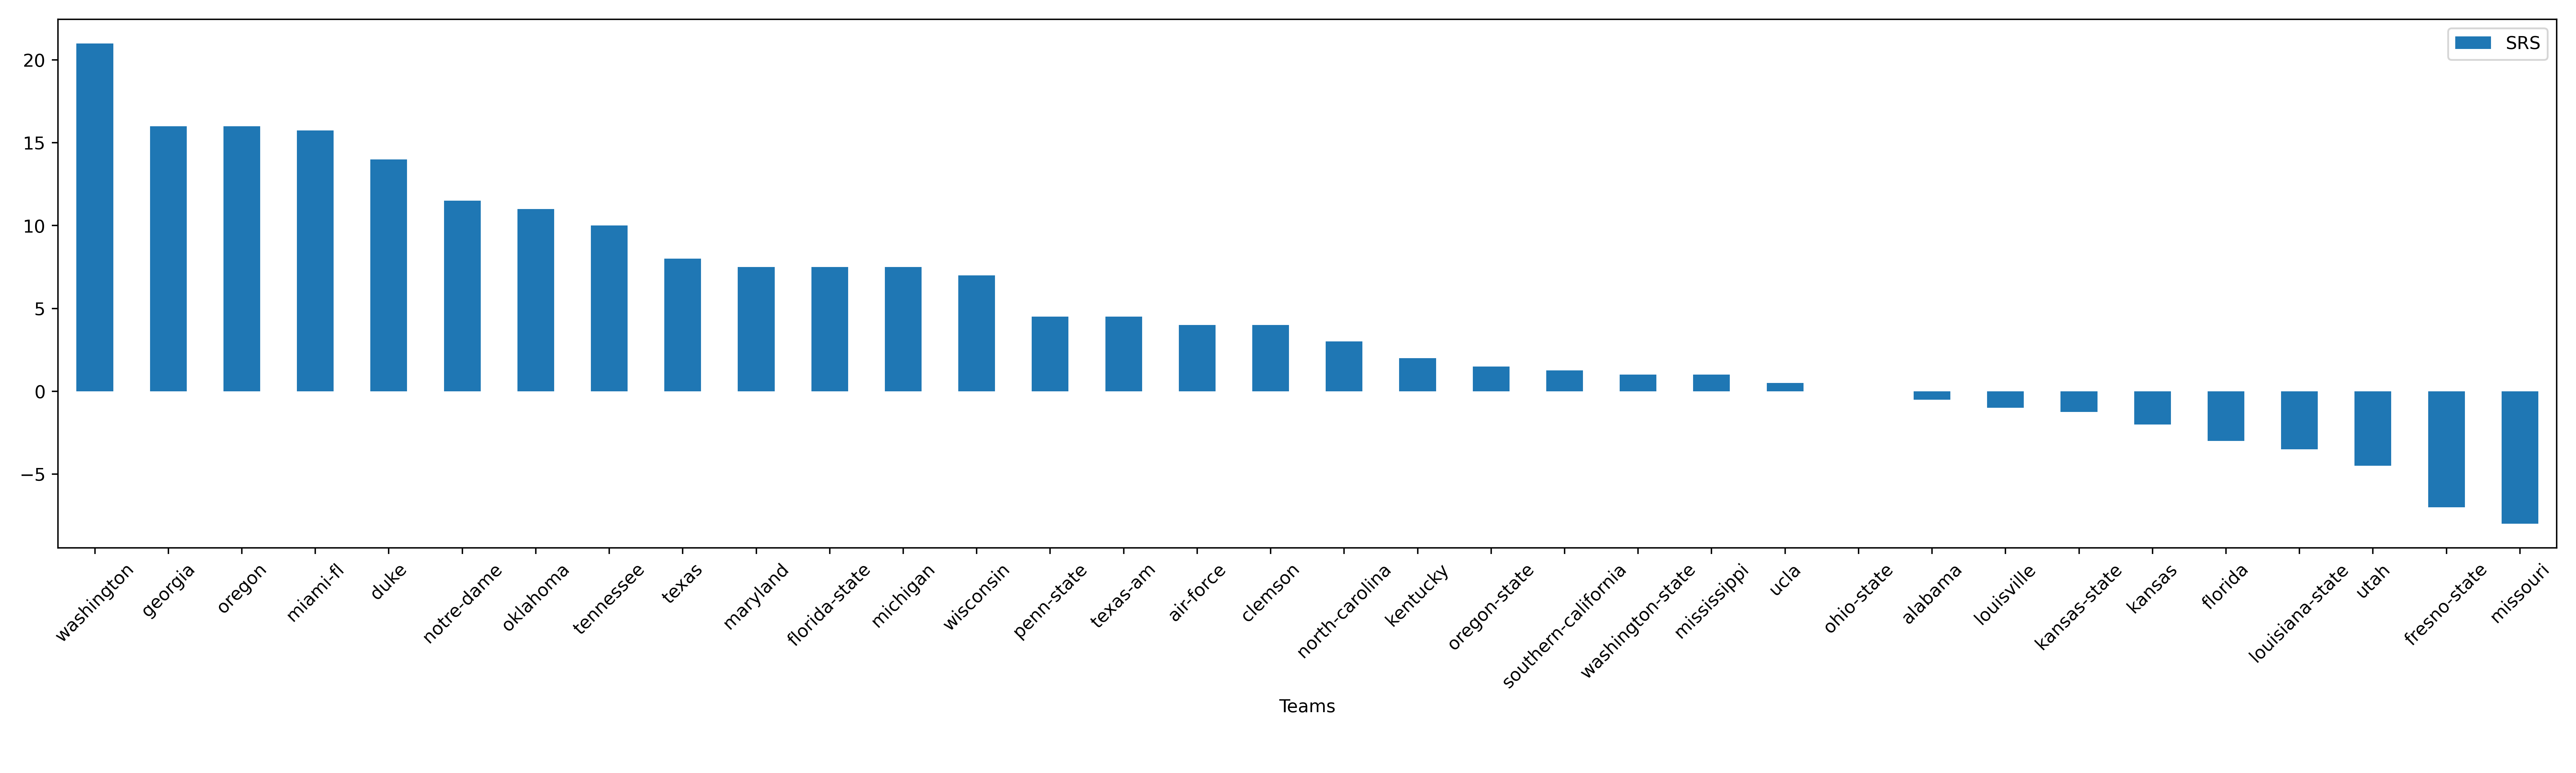 SRS
20
15
10
5
0
−5
washington
georgia
oregon
miami-fl
duke
notre-dame
oklahoma
tennessee
texas
maryland
florida-state
michigan
wisconsin
penn-state
texas-am
air-force
clemson
north-carolina
kentucky
oregon-state
southern-california
washington-state
mississippi
ucla
ohio-state
alabama
louisville
kansas-state
kansas
florida
louisiana-state
utah
fresno-state
missouri
Teams